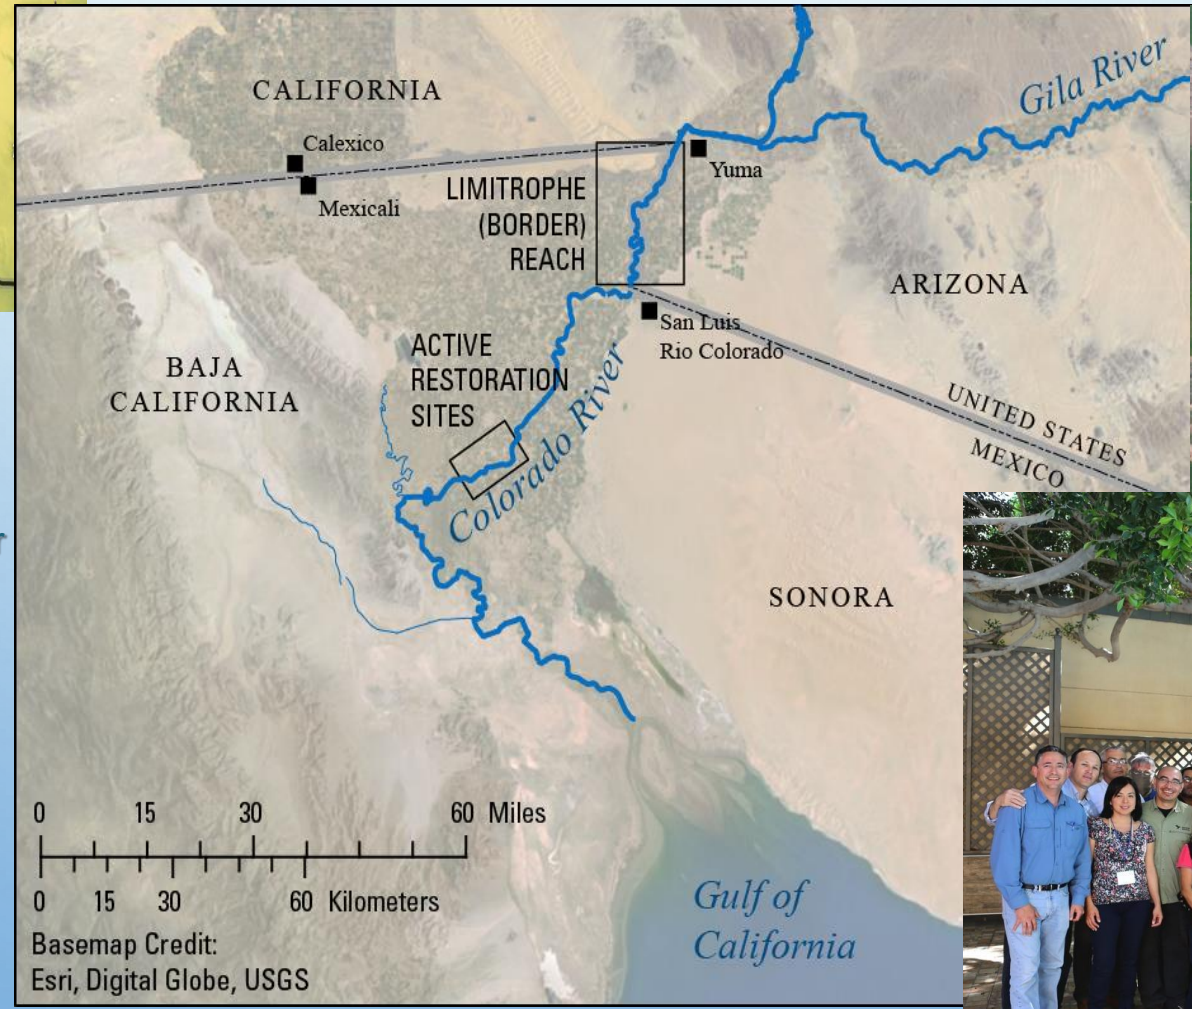 CALIFORNIA
Gila River
Calexico
Mexicali
Yuma
LIMITROPHE
(BORDER)
REACH
ARIZONA
San Luis
Rio Colorado
ACTIVE
RESTORATION
SITES
BAJA
CALIFORNIA
Colorado River
UNITED STATES
MEXICO
SONORA
0 15 30 60 Miles
0 15 30 60 Kilometers
Gulf of
California
Basemap Credit:
Esri, Digital Globe, USGS